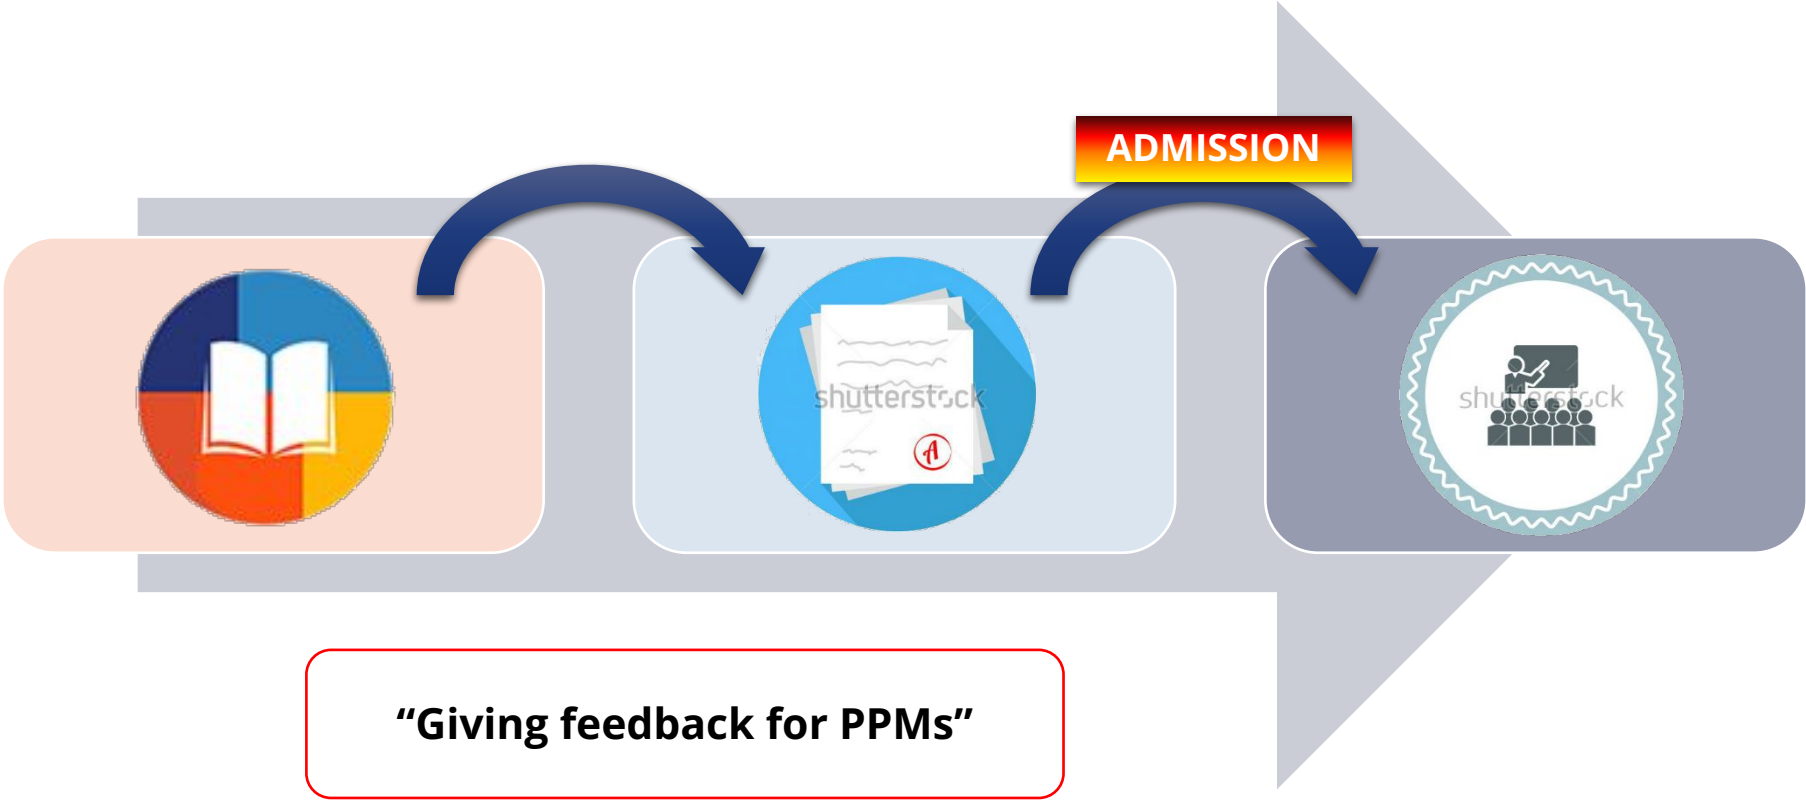 ADMISSION
shutterstock
A
shutterstock
“Giving feedback for PPMs”